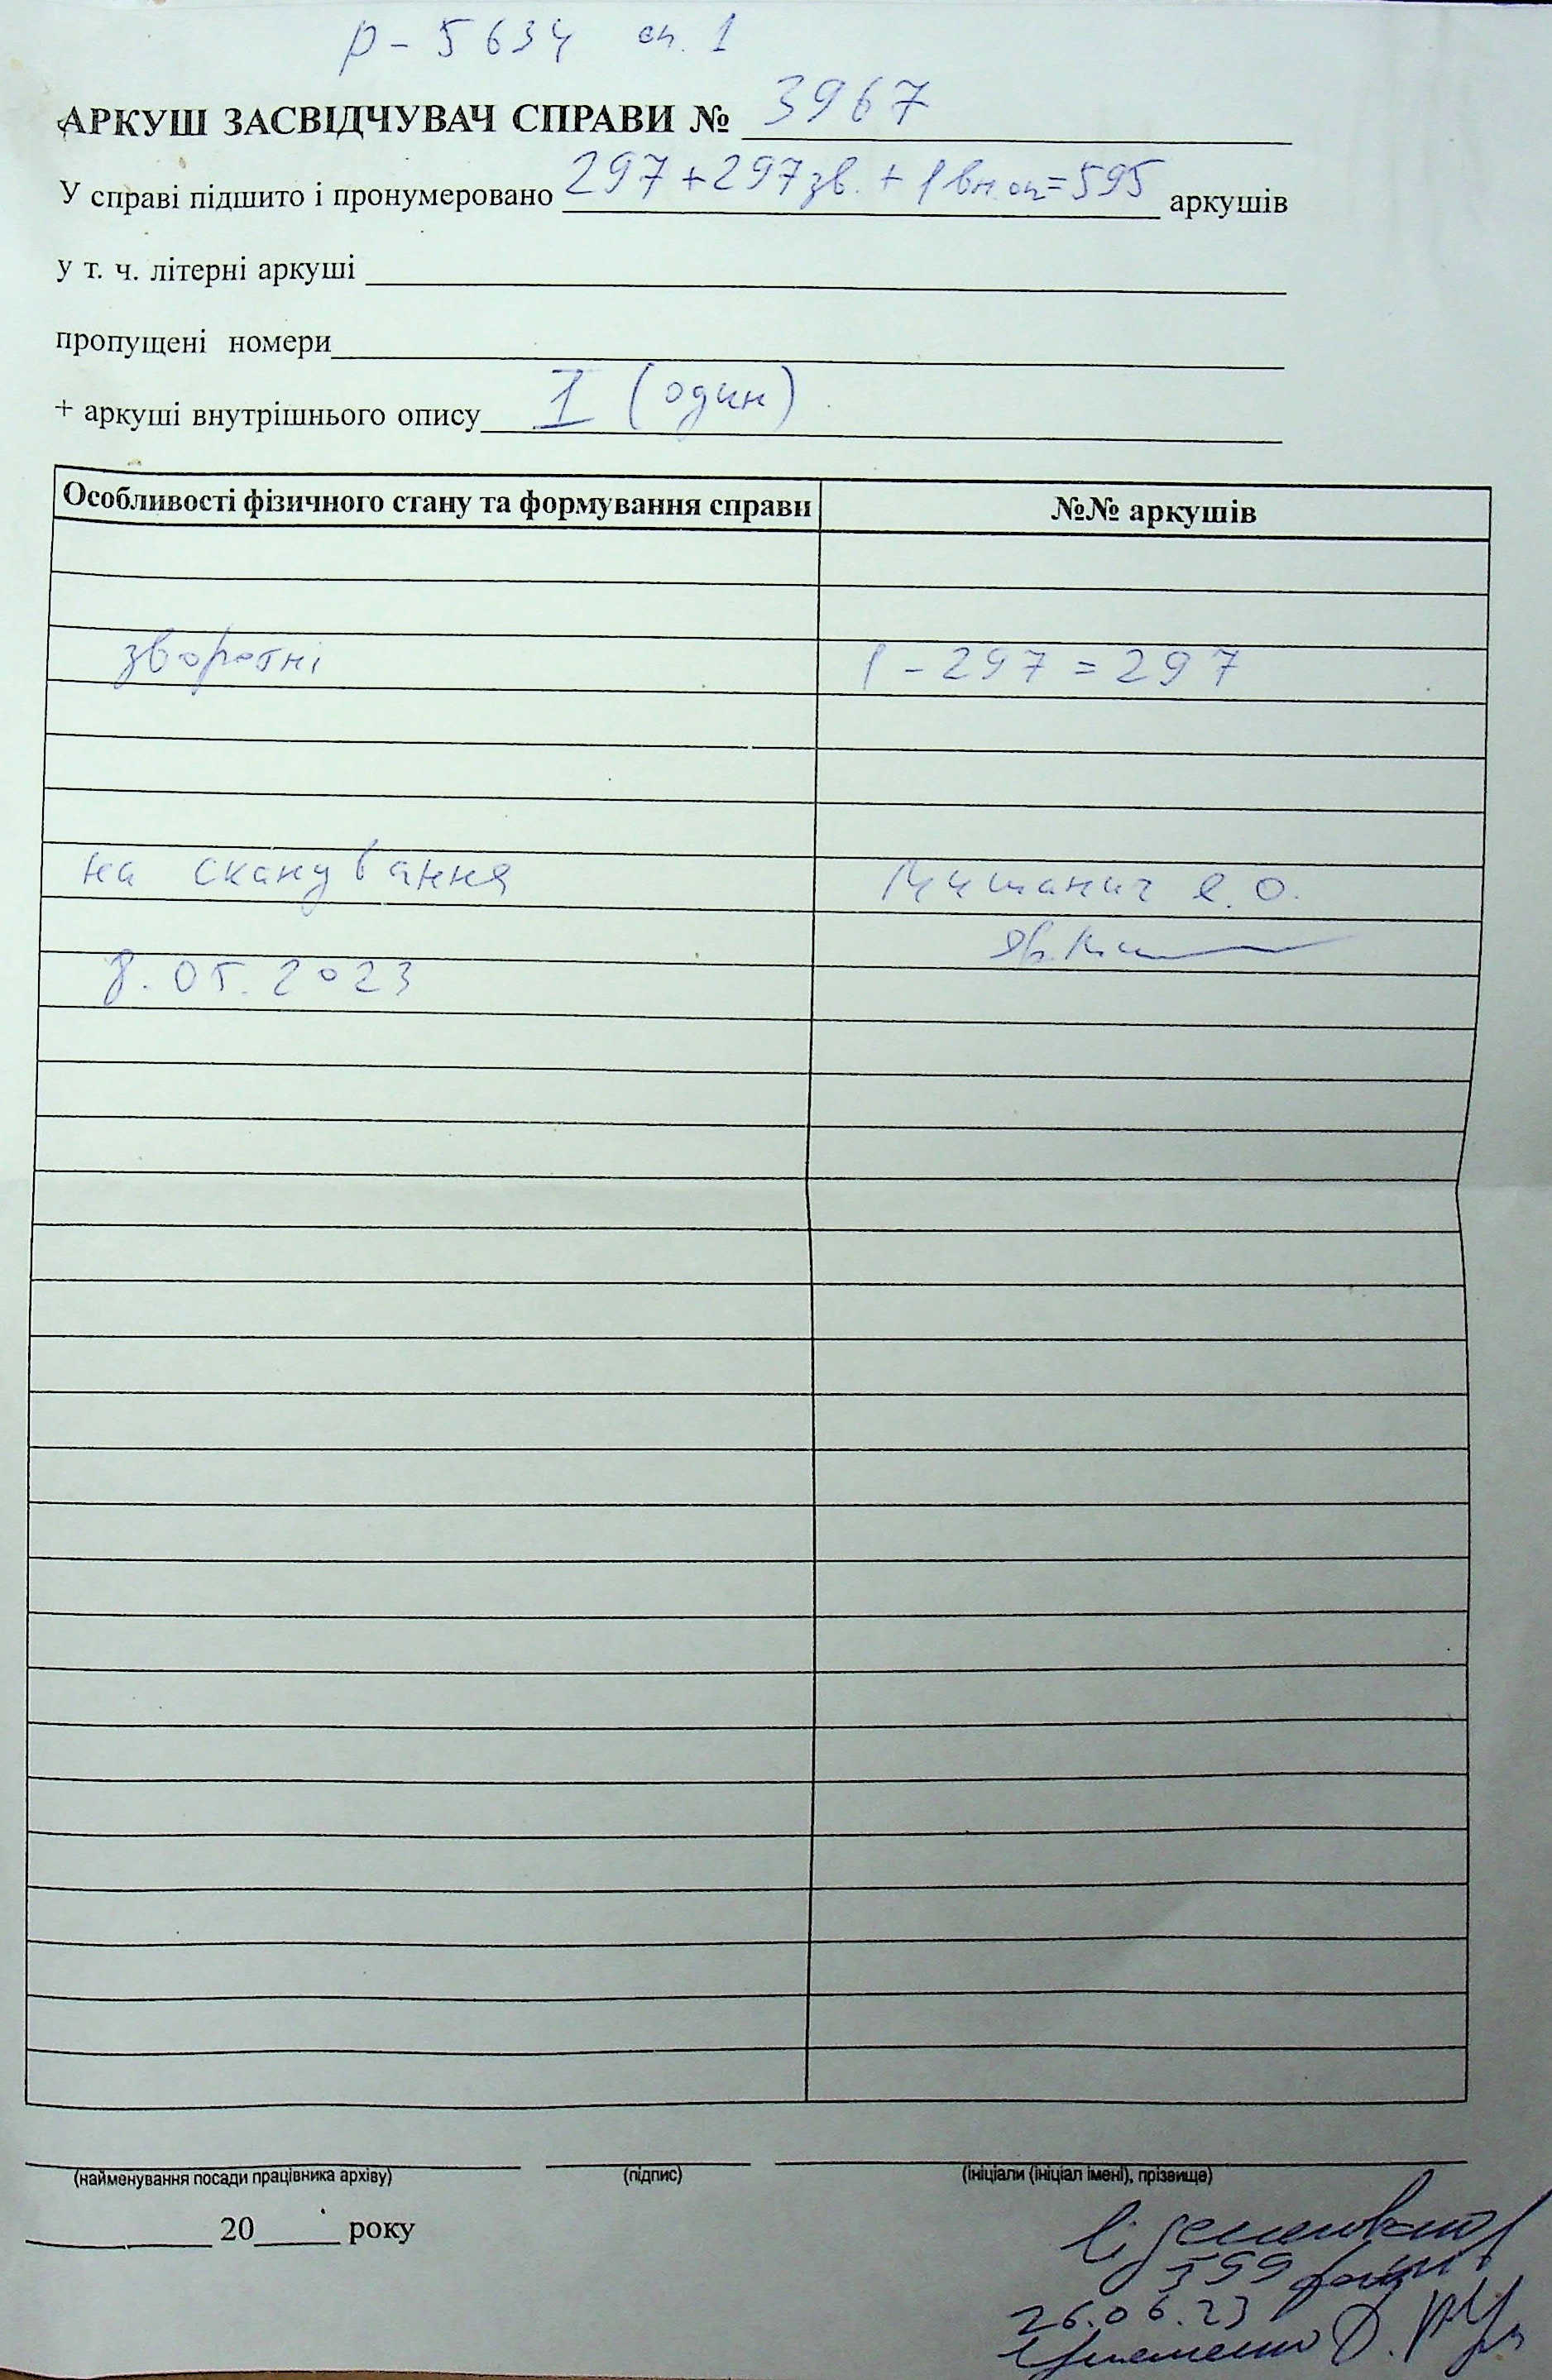 Р-5634 оп. 1
АРКУШ ЗАСВІДЧУВАЧ СПРАВИ № 3967
У справі підшито і пронумеровано 297+297зв. + 1вн.оп=595 аркушів
у т. ч. літерні аркуші
пропущені номери
+ аркуші внутрішнього опису 1 (один)
Особливості фізичного стану та формування справи №№ аркушів
зворотні 1-297=297
на сканування Мишанич Я. О.
8.05.2023
(найменування посади працівника архіву) (підпис) (ініціали (ініціал імені), прізвище)
20 року
Відскановано
599
26.06.23